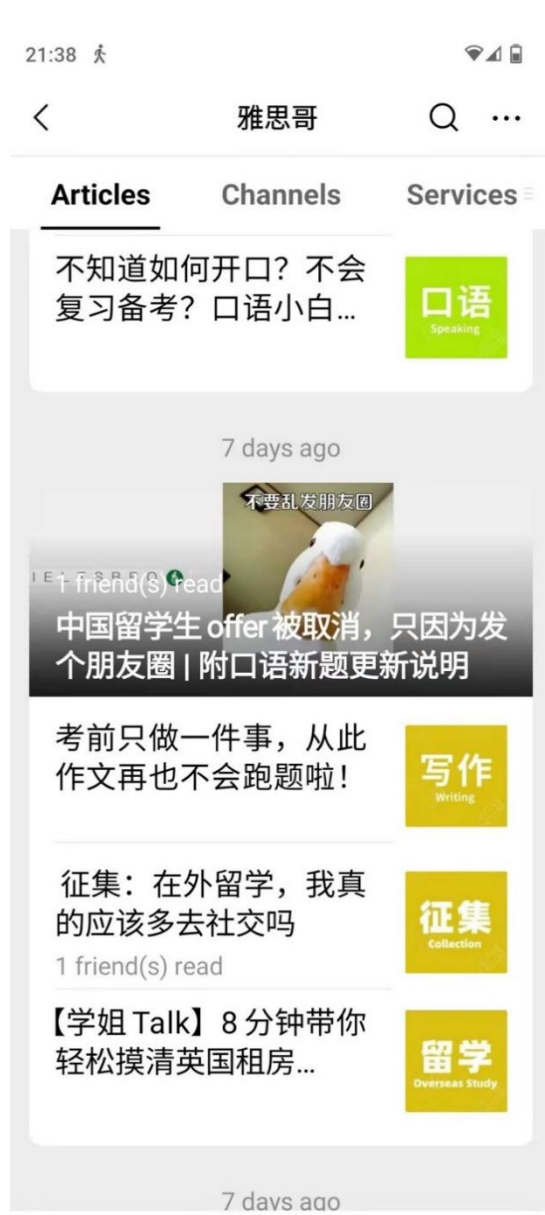 21:38
雅思哥
Articles Channels Services
不知道如何开口？不会
复习备考？口语小白...
口语
Speaking
7 days ago
不要乱发朋友圈
1 friend(s) read
中国留学生 offer 被取消，只因为发
个朋友圈 | 附口语新题更新说明
考前只做一件事，从此
作文再也不会跑题啦！
写作
Writing
征集：在外留学，我真
的应该多去社交吗
1 friend(s) read
征集
Collection
【学姐 Talk】8 分钟带你
轻松摸清英国租房...
留学
Overseas Study
7 days ago